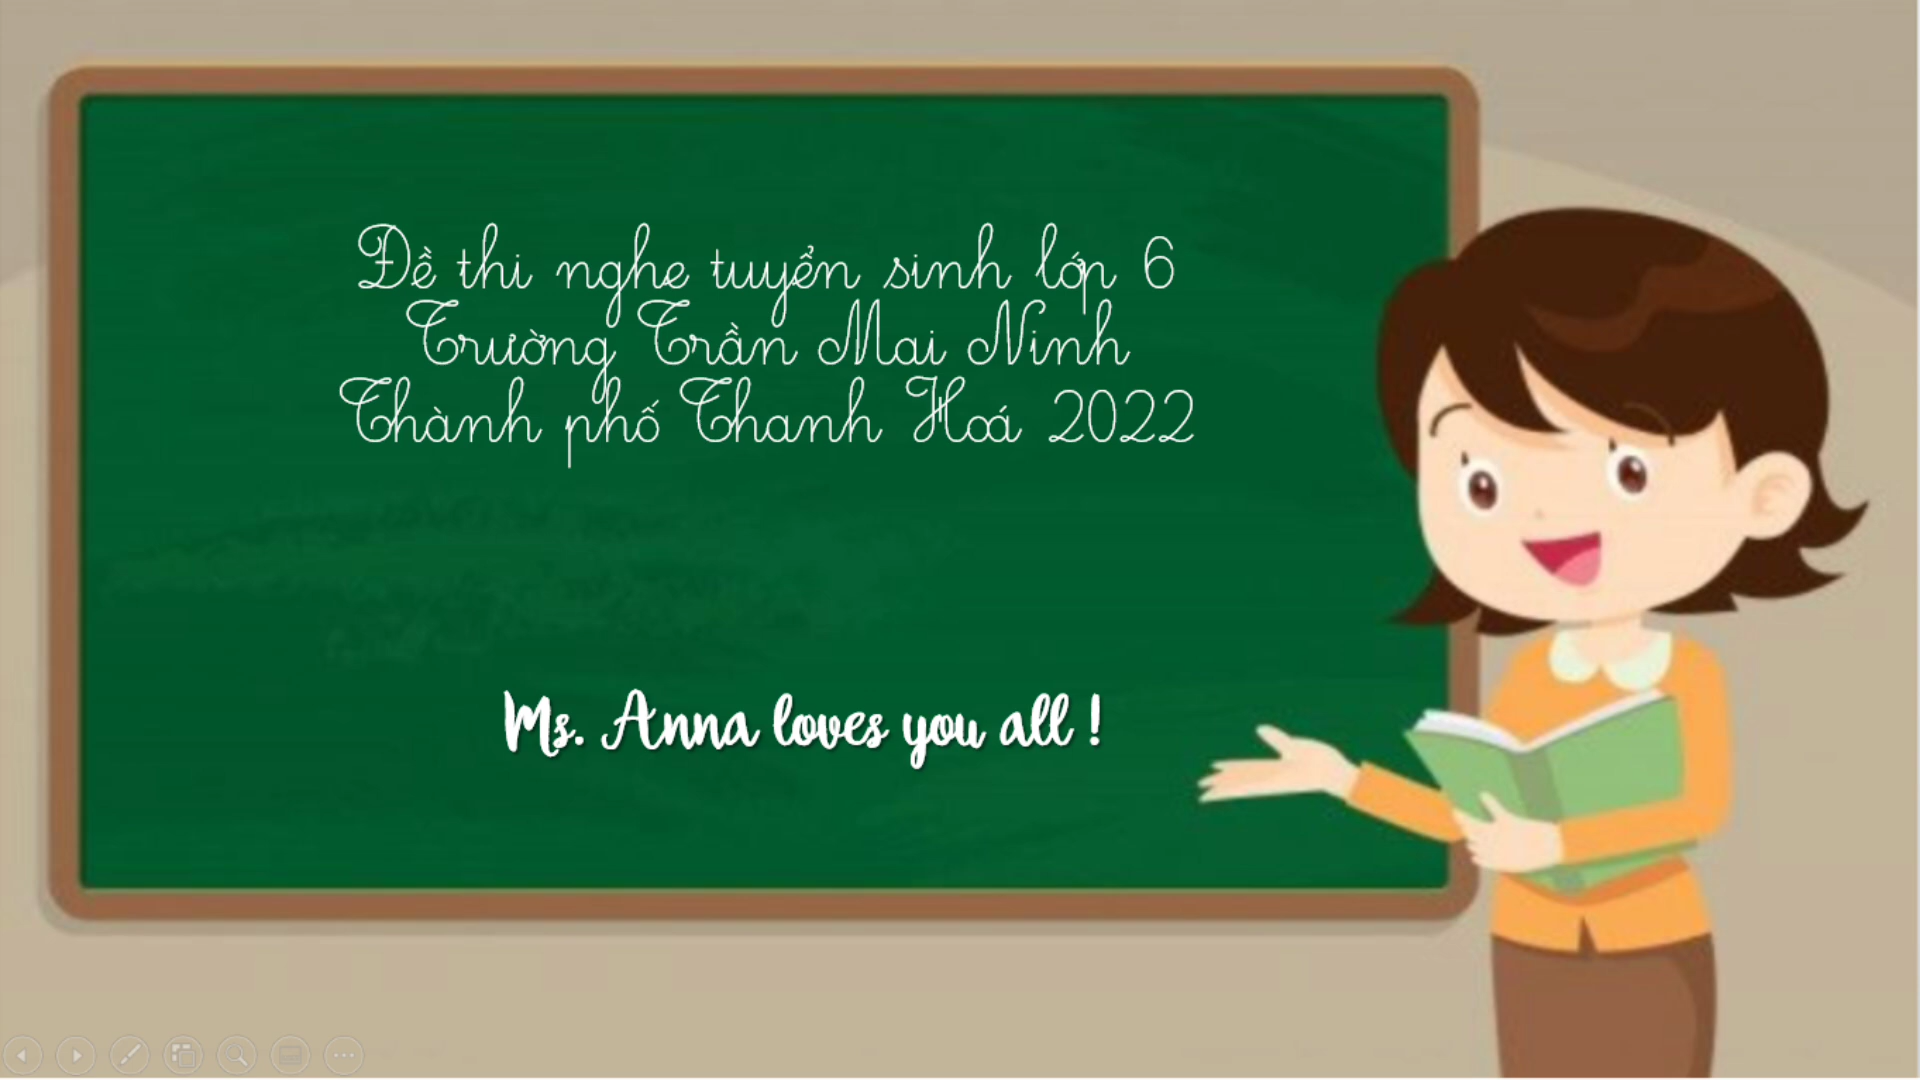 Đề thi nghe tuyển sinh lớp 6
Trường Trần Mai Ninh
Thành phố Thanh Hoá 2022
Ms. Anna loves you all !